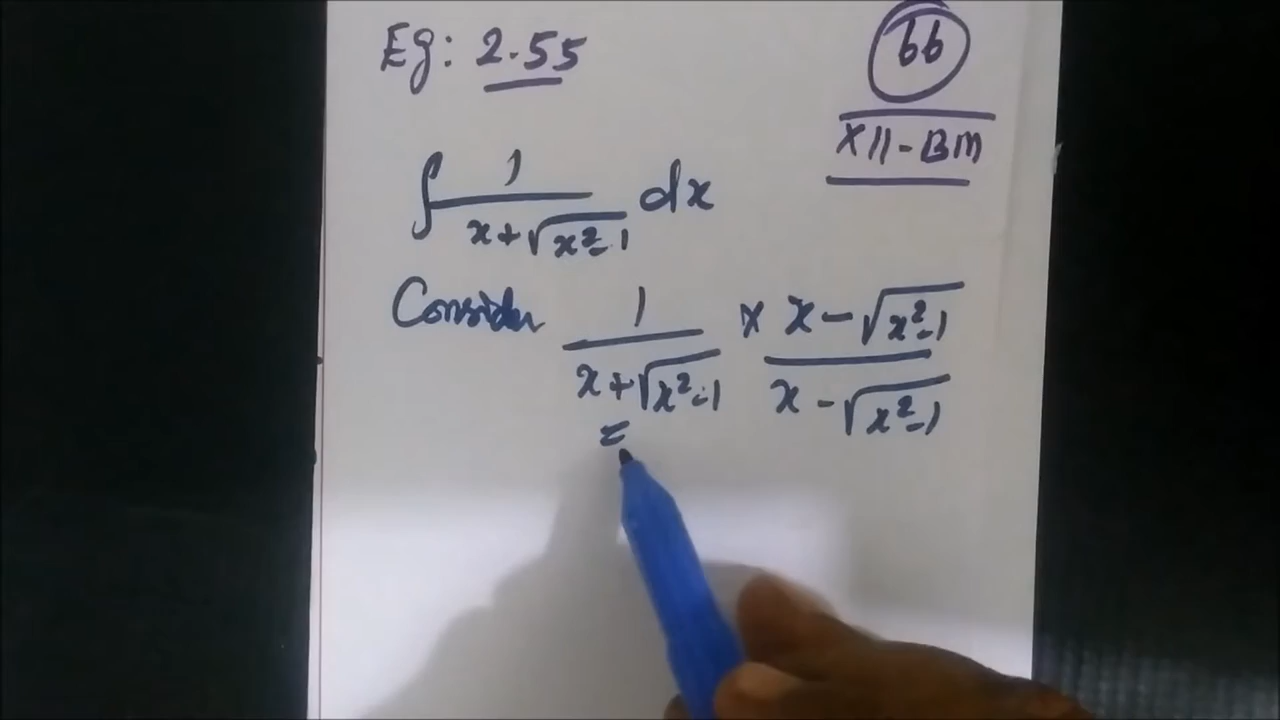 Eg: 2.55
66
XII-BM
∫ 1/(x+√(x²-1)) dx
Consider 1/(x+√(x²-1)) × (x-√(x²-1))/(x-√(x²-1))
=